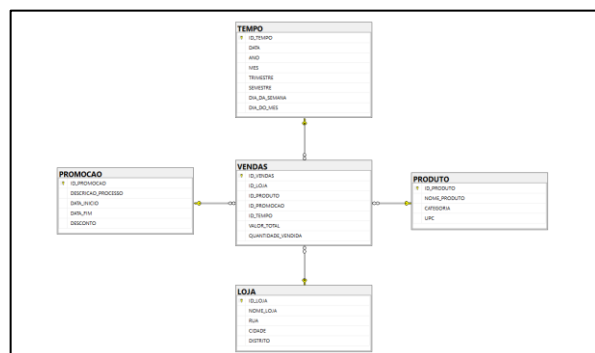 TEMPO
ID_TEMPO
DATA
ANO
MES
TRIMESTRE
SEMESTRE
DIA_DA_SEMANA
DIA_DO_MES
PROMOCAO
ID_PROMOCAO
DESCRICAO_PROCESSO
DATA_INICIO
DATA_FIM
DESCONTO
VENDAS
ID_VENDAS
ID_LOJA
ID_PRODUTO
ID_PROMOCAO
ID_TEMPO
VALOR_TOTAL
QUANTIDADE_VENDIDA
PRODUTO
ID_PRODUTO
NOME_PRODUTO
CATEGORIA
UPC
LOJA
ID_LOJA
NOME_LOJA
RUA
CIDADE
DISTRITO